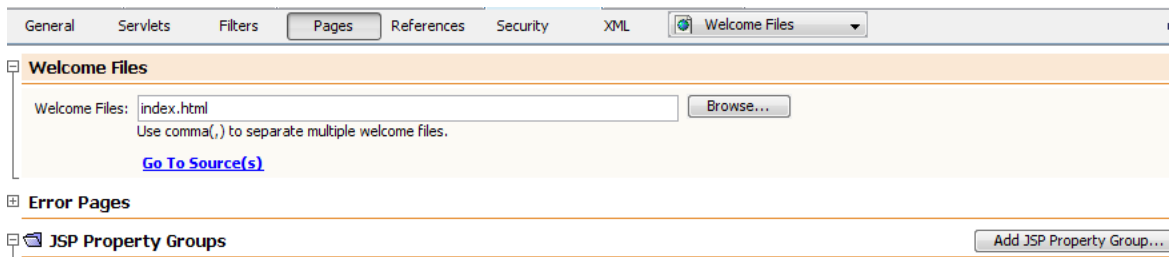 General Servlets Filters Pages References Security XML Welcome Files
Welcome Files
Welcome Files: index.html Browse...
Use comma(,) to separate multiple welcome files.
Go To Source(s)
Error Pages
JSP Property Groups Add JSP Property Group...